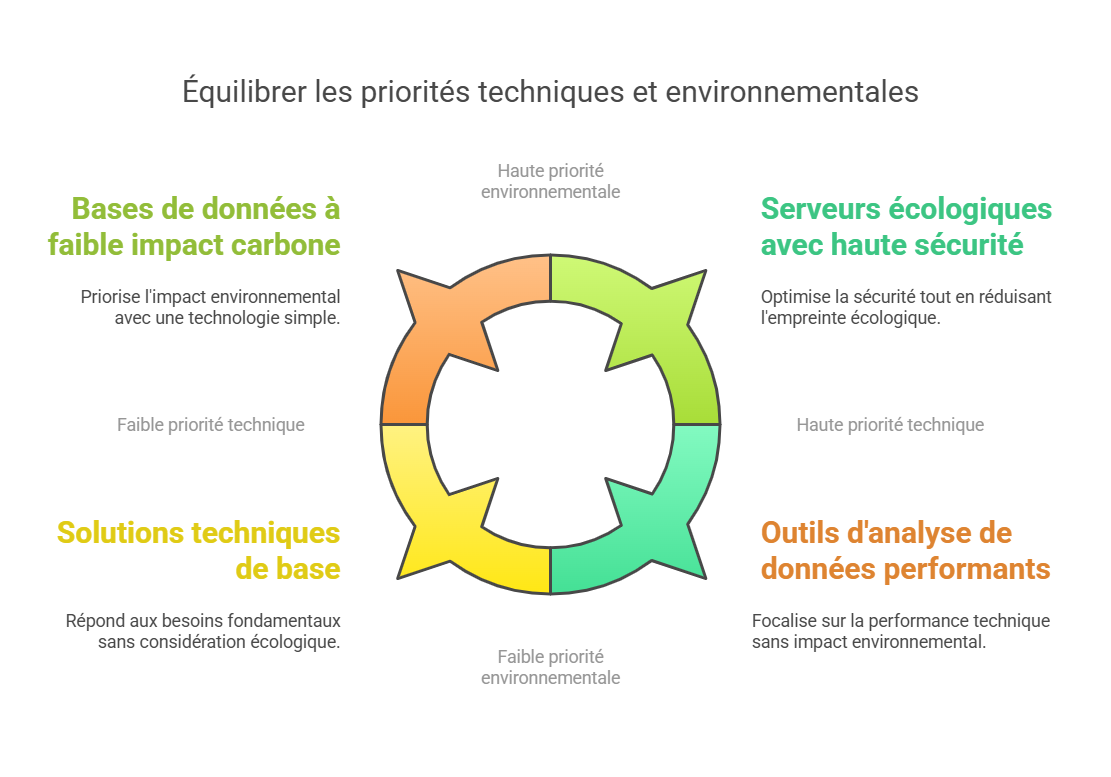 Équilibrer les priorités techniques et environnementales
Haute priorité
environnementale
Bases de données à
faible impact carbone
Priorise l'impact environnemental
avec une technologie simple.
Serveurs écologiques
avec haute sécurité
Optimise la sécurité tout en réduisant
l'empreinte écologique.
Faible priorité technique
Haute priorité technique
Solutions techniques
de base
Répond aux besoins fondamentaux
sans considération écologique.
Outils d'analyse de
données performants
Focalise sur la performance technique
sans impact environnemental.
Faible priorité
environnementale